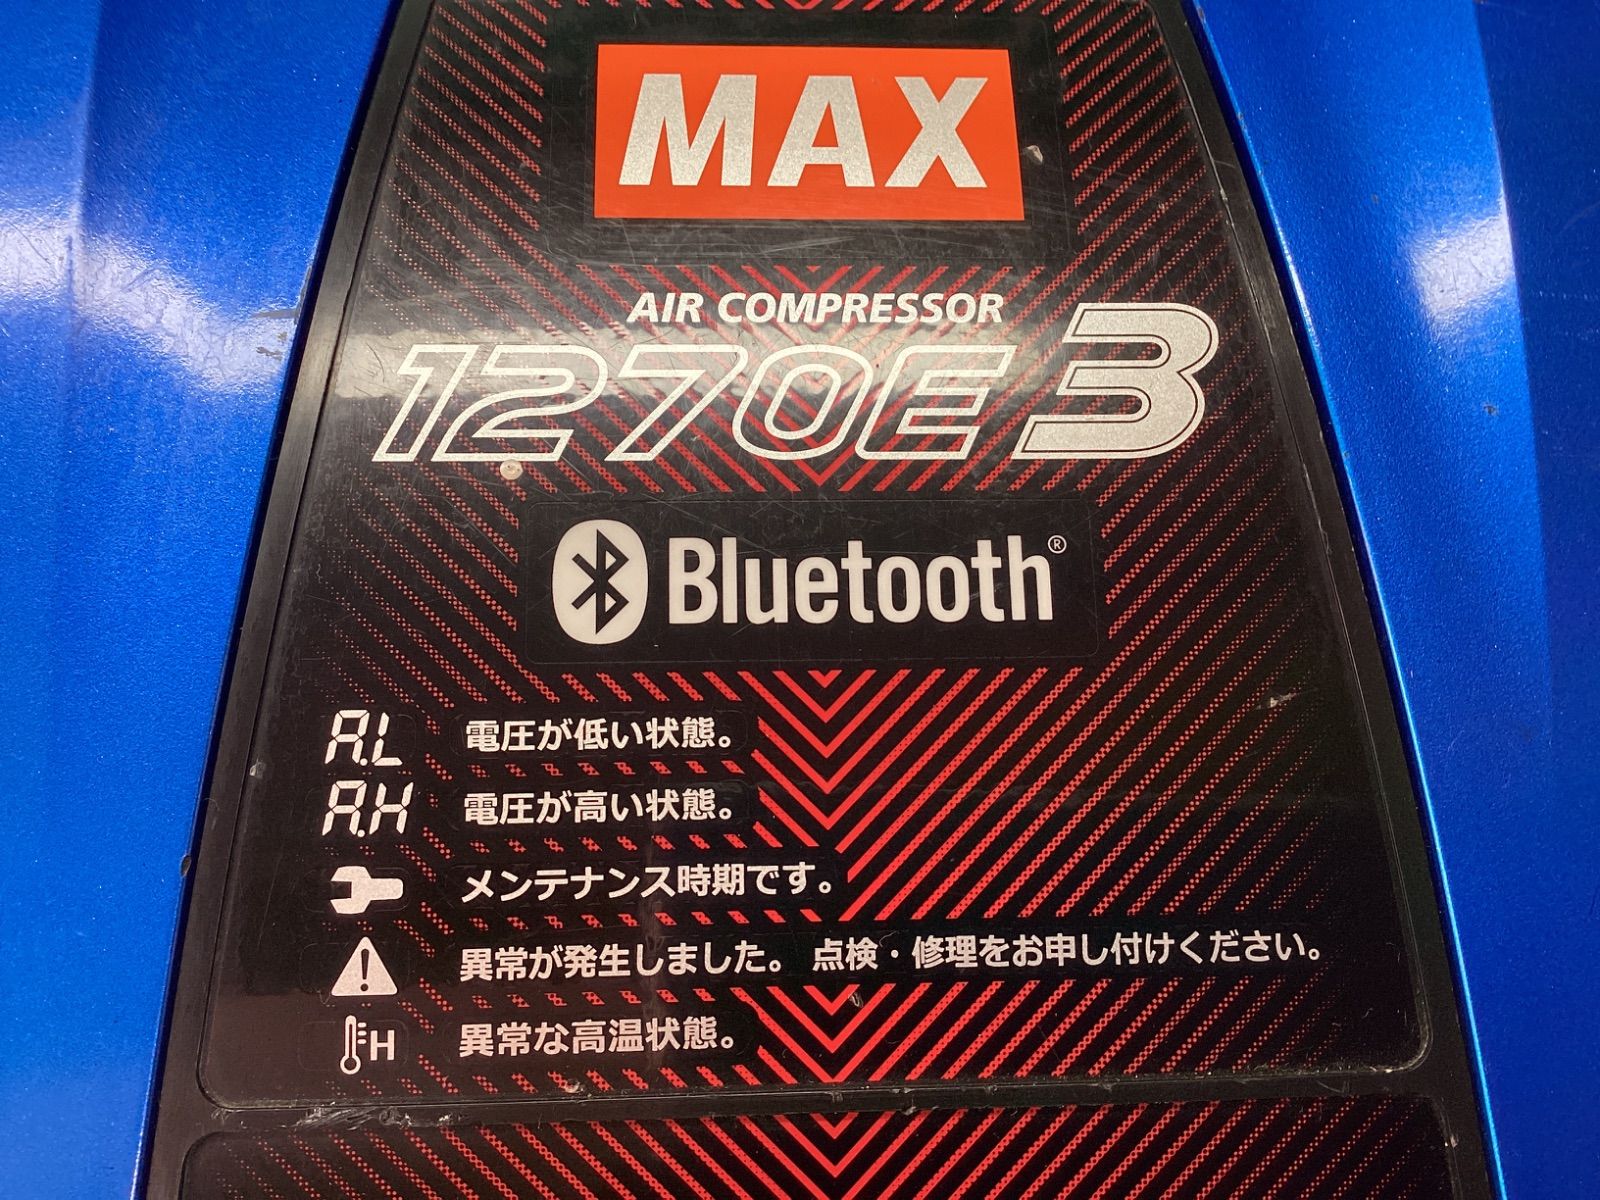 MAX
AIR COMPRESSOR
1270E3
Bluetooth®
A.L 電圧が低い状態。
A.H 電圧が高い状態。
メンテナンス時期です。
異常が発生しました。点検・修理をお申し付けください。
H 異常な高温状態。